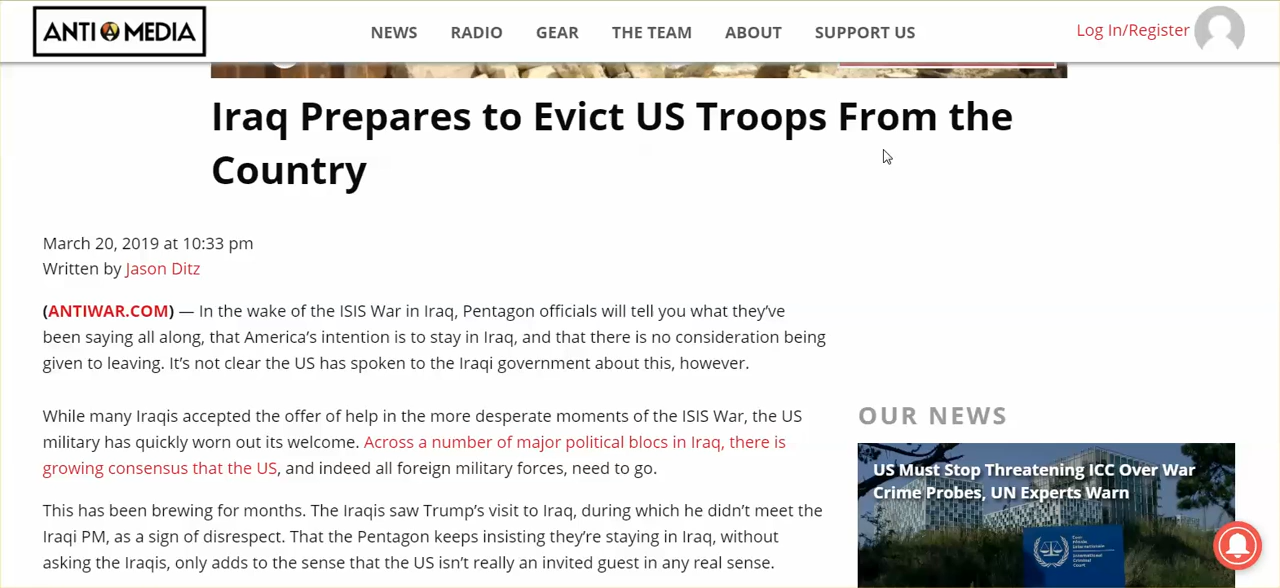 ANTI MEDIA
NEWS RADIO GEAR THE TEAM ABOUT SUPPORT US
Log In/Register
Iraq Prepares to Evict US Troops From the
Country
March 20, 2019 at 10:33 pm
Written by Jason Ditz
(ANTIWAR.COM) — In the wake of the ISIS War in Iraq, Pentagon officials will tell you what they’ve
been saying all along, that America’s intention is to stay in Iraq, and that there is no consideration being
given to leaving. It’s not clear the US has spoken to the Iraqi government about this, however.
While many Iraqis accepted the offer of help in the more desperate moments of the ISIS War, the US
military has quickly worn out its welcome. Across a number of major political blocs in Iraq, there is
growing consensus that the US, and indeed all foreign military forces, need to go.
This has been brewing for months. The Iraqis saw Trump’s visit to Iraq, during which he didn’t meet the
Iraqi PM, as a sign of disrespect. That the Pentagon keeps insisting they’re staying in Iraq, without
asking the Iraqis, only adds to the sense that the US isn’t really an invited guest in any real sense.
OUR NEWS
US Must Stop Threatening ICC Over War
Crime Probes, UN Experts Warn